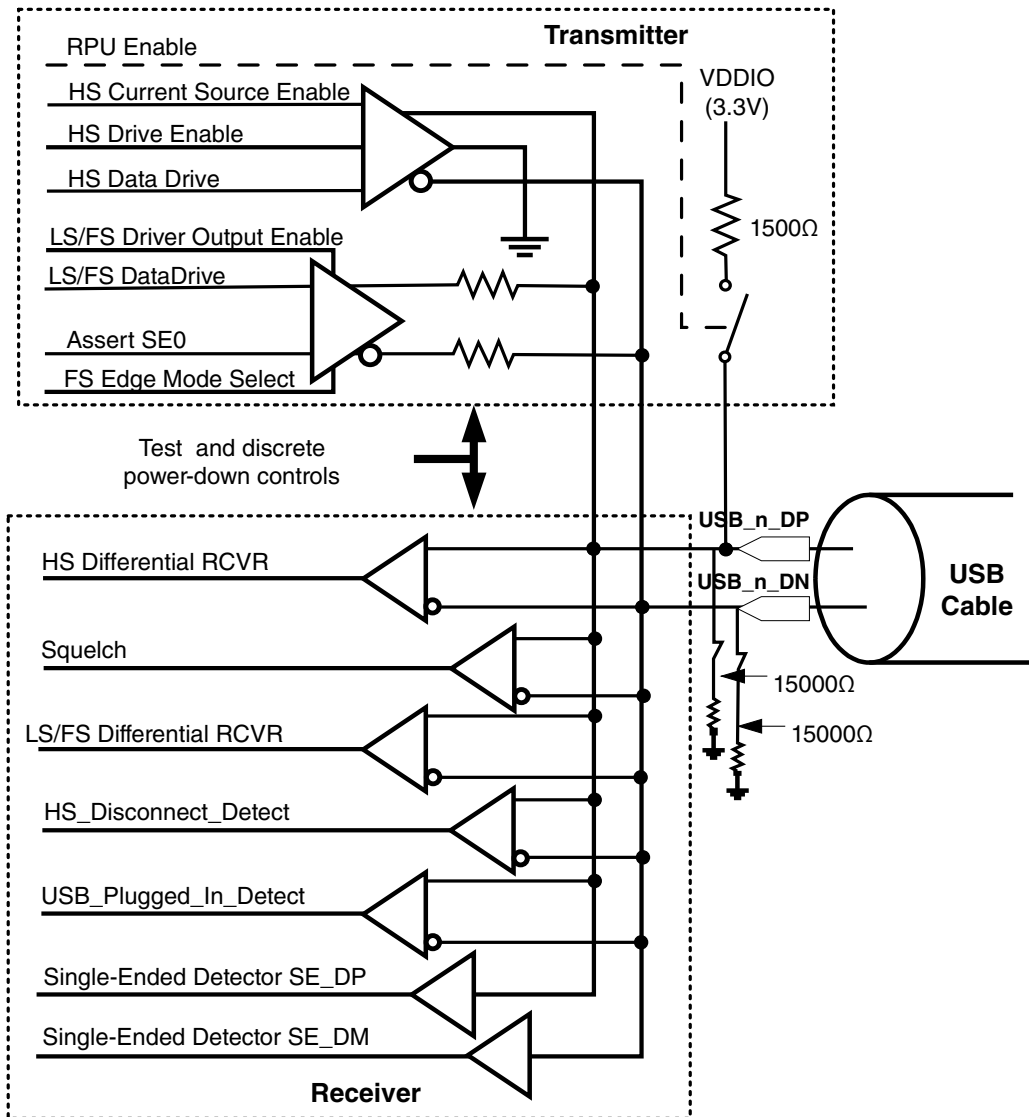 Transmitter
RPU Enable
HS Current Source Enable
HS Drive Enable
HS Data Drive
LS/FS Driver Output Enable
LS/FS DataDrive
Assert SE0
FS Edge Mode Select
VDDIO
(3.3V)
1500Ω
Test and discrete
power-down controls
USB_n_DP
USB_n_DN
USB
Cable
15000Ω
15000Ω
HS Differential RCVR
Squelch
LS/FS Differential RCVR
HS_Disconnect_Detect
USB_Plugged_In_Detect
Single-Ended Detector SE_DP
Single-Ended Detector SE_DM
Receiver